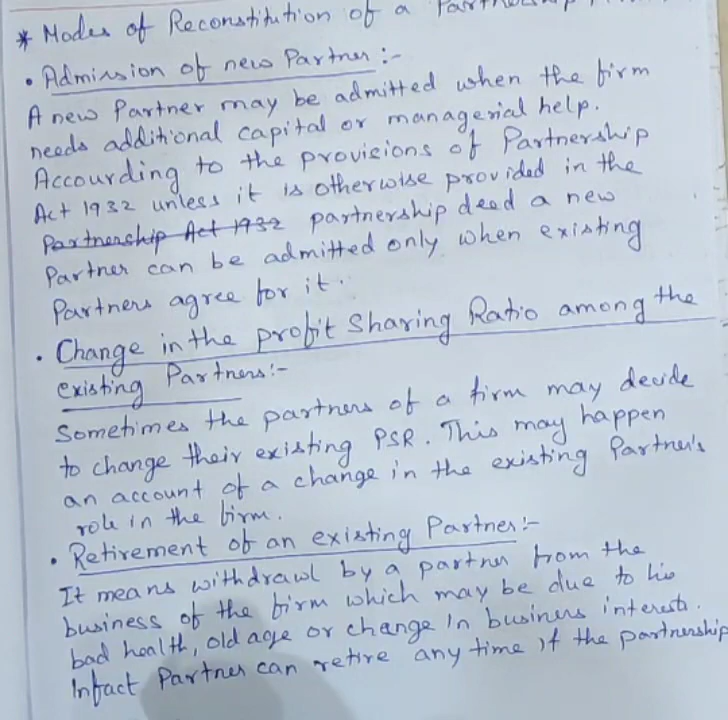 * Modes of Reconstitution of a Partnership
• Admission of new Partner :-
A new Partner may be admitted when the firm
needs additional capital or managerial help.
Accourding to the provisions of Partnership
Act 1932 unless it is otherwise provided in the
Partnership Act 1932 partnership deed a new
Partner can be admitted only when existing
Partners agree for it.
• Change in the profit Sharing Ratio among the
existing Partners:-
Sometimes the partners of a firm may decide
to change their existing PSR. This may happen
an account of a change in the existing Partner's
role in the firm.
• Retirement of an existing Partner:-
It means withdrawl by a partner from the
business of the firm which may be due to his
bad health, old age or change In business interests.
Infact Partner can retire any time if the partnership